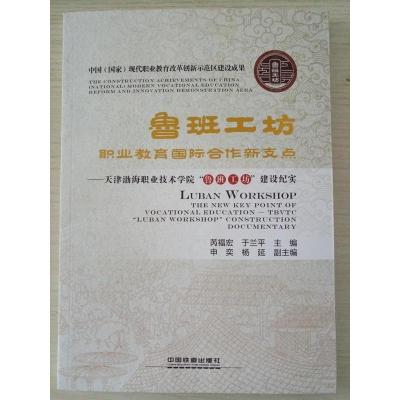 中国（国家）现代职业教育改革创新示范区建设成果
THE CONSTRUCTION ACHIEVEMENTS OF CHINA
(NATIONAL) MODERN VOCATIONAL EDUCATION
REFORM AND INNOVATION DEMONSTRATION AREA
鲁班工坊
鲁班工坊
职业教育国际合作新支点
——天津渤海职业技术学院“鲁班工坊”建设纪实
LUBAN WORKSHOP
THE NEW KEY POINT OF
VOCATIONAL EDUCATION – TBVTC
"LUBAN WORKSHOP" CONSTRUCTION
DOCUMENTARY
芮福宏 于兰平 主 编
申 奕 杨 延 副主编
中国铁道出版社